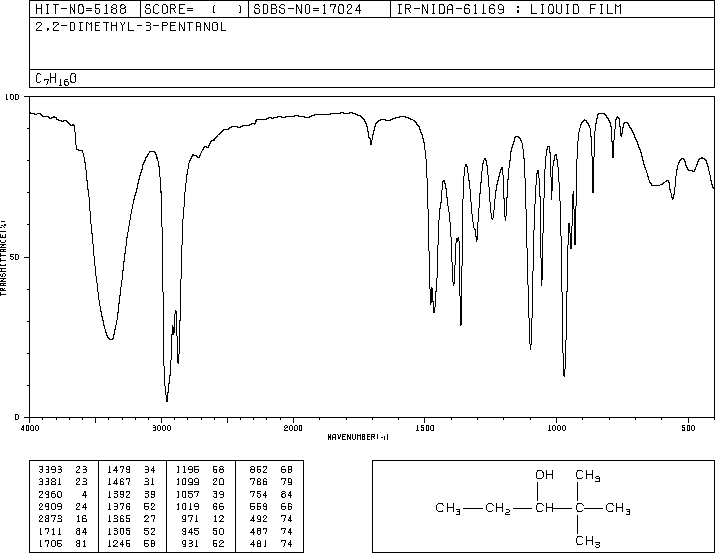 HIT-NO=5188 SCORE= ( ) SDBS-NO=17024 IR-NIDA-61169 : LIQUID FILM
2,2-DIMETHYL-3-PENTANOL
C7H16O
100
50
0
TRANSMITTANCE(%)
4000 3000 2000 1500 1000 500
WAVENUMBER(-1)
3393 23 1479 34 1196 58 862 68
3381 23 1467 31 1099 20 786 79
2960 4 1392 39 1057 39 754 84
2909 24 1376 62 1019 66 559 66
2873 16 1365 27 971 12 492 74
1711 84 1305 52 945 50 487 74
1706 81 1246 58 931 52 481 74
OH CH3
CH3 CH2 CH C CH3
CH3